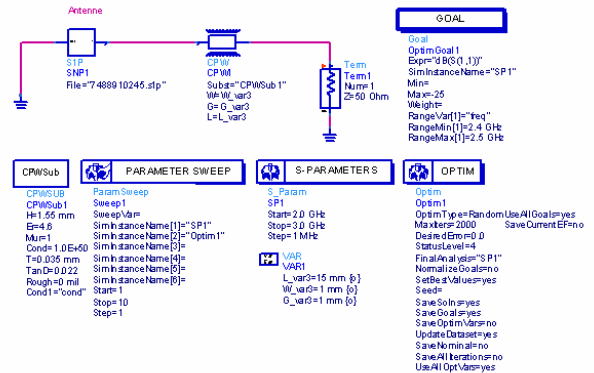 Antenne
S1P
SNP1
File="7488910245.s1p"
CPW
CPW1
Subst="CPWSub1"
W=W_var3
G=G_var3
L=L_var3
Term
Term1
Num=1
Z=50 Ohm
GOAL
Goal
OptimGoal1
Expr="dB(S(1,1))"
SimInstanceName="SP1"
Min=
Max=-25
Weight=
RangeVar[1]="freq"
RangeMin[1]=2.4 GHz
RangeMax[1]=2.5 GHz
CPWSub
CPWSUB
CPWSub1
H=1.55 mm
Er=4.6
Mur=1
Cond=1.0E+50
T=0.035 mm
TanD=0.022
Rough=0 mil
Cond1="cond"
PARAMETER SWEEP
ParamSweep
Sweep1
SweepVar=
SimInstanceName[1]="SP1"
SimInstanceName[2]="Optim1"
SimInstanceName[3]=
SimInstanceName[4]=
SimInstanceName[5]=
SimInstanceName[6]=
Start=1
Stop=10
Step=1
S-PARAMETERS
S_Param
SP1
Start=2.0 GHz
Stop=3.0 GHz
Step=1 MHz
VAR
VAR1
L_var3=15 mm {o}
W_var3=1 mm {o}
G_var3=1 mm {o}
OPTIM
Optim
Optim1
OptimType=Random UseAllGoals=yes
MaxIters=2000 SaveCurrentEF=no
DesiredError=0.0
StatusLevel=4
FinalAnalysis="SP1"
NormalizeGoals=no
SetBestValues=yes
Seed=
SaveSolns=yes
SaveGoals=yes
SaveOptimVars=no
UpdateDataset=yes
SaveNominal=no
SaveAllIterations=no
UseAllOptVars=yes